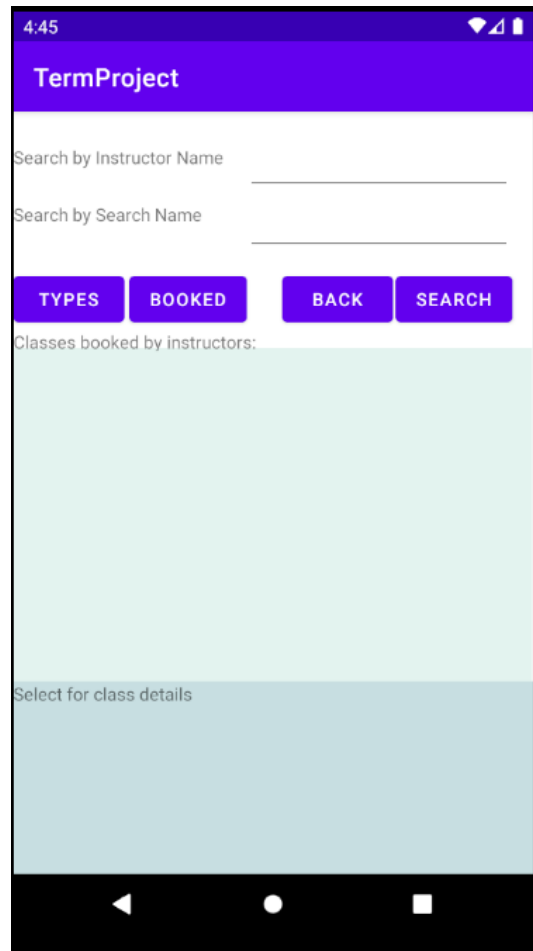 4:45
TermProject
Search by Instructor Name
Search by Search Name
TYPES BOOKED BACK SEARCH
Classes booked by instructors:
Select for class details